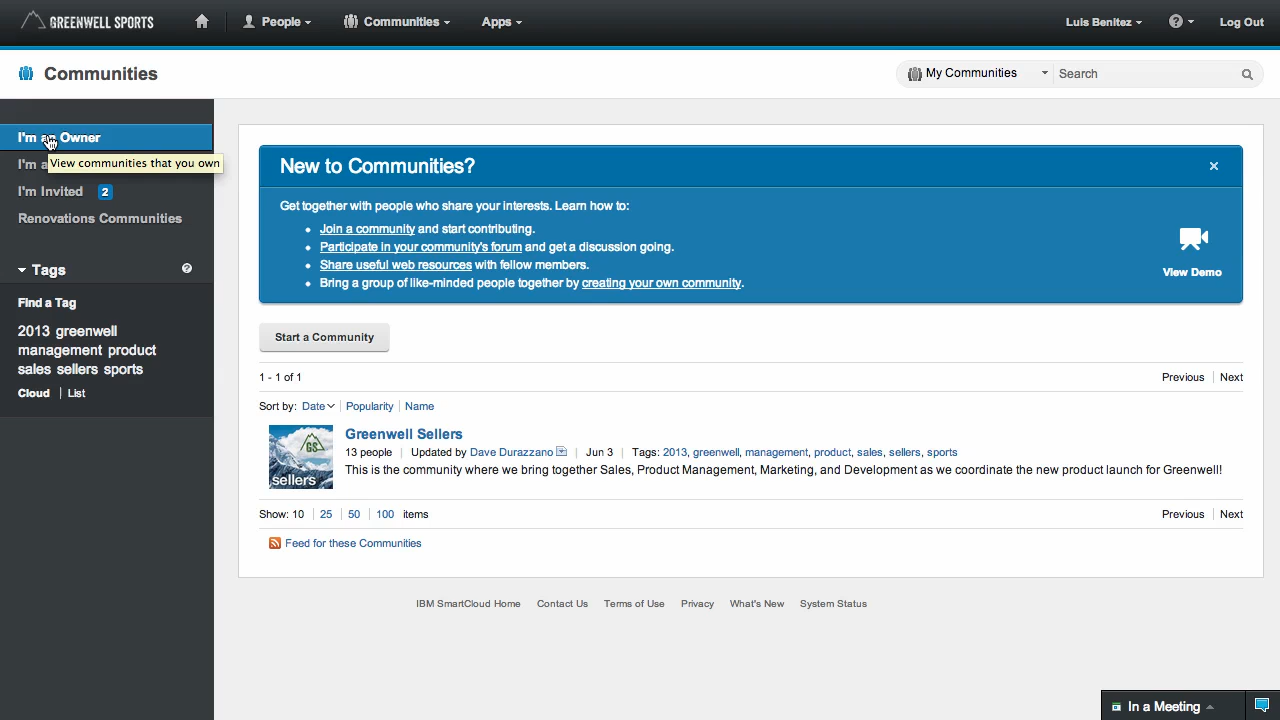 GREENWELL SPORTS
People
Communities
Apps
Luis Benitez
?
Log Out
Communities
My Communities
Search
I'm an Owner
I'm a
View communities that you own
I'm Invited 2
Renovations Communities
Tags
?
Find a Tag
2013 greenwell
management product
sales sellers sports
Cloud | List
New to Communities?
Get together with people who share your interests. Learn how to:
• Join a community and start contributing.
• Participate in your community's forum and get a discussion going.
• Share useful web resources with fellow members.
• Bring a group of like-minded people together by creating your own community.
View Demo
Start a Community
1 - 1 of 1
Previous | Next
Sort by: Date | Popularity | Name
GS
sellers
Greenwell Sellers
13 people | Updated by Dave Durazzano | Jun 3 | Tags: 2013, greenwell, management, product, sales, sellers, sports
This is the community where we bring together Sales, Product Management, Marketing, and Development as we coordinate the new product launch for Greenwell!
Show: 10 | 25 | 50 | 100 items
Previous | Next
Feed for these Communities
IBM SmartCloud Home Contact Us Terms of Use Privacy What's New System Status
In a Meeting